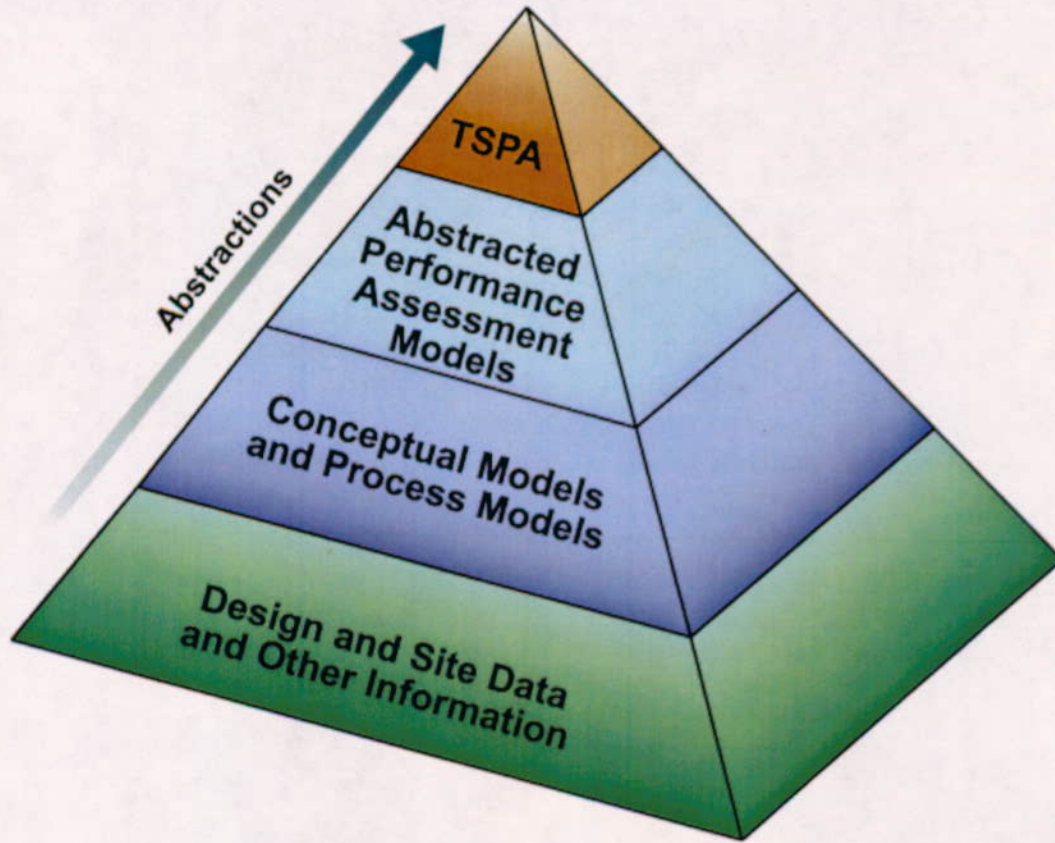 Abstractions
TSPA
Abstracted
Performance
Assessment
Models
Conceptual Models
and Process Models
Design and Site Data
and Other Information